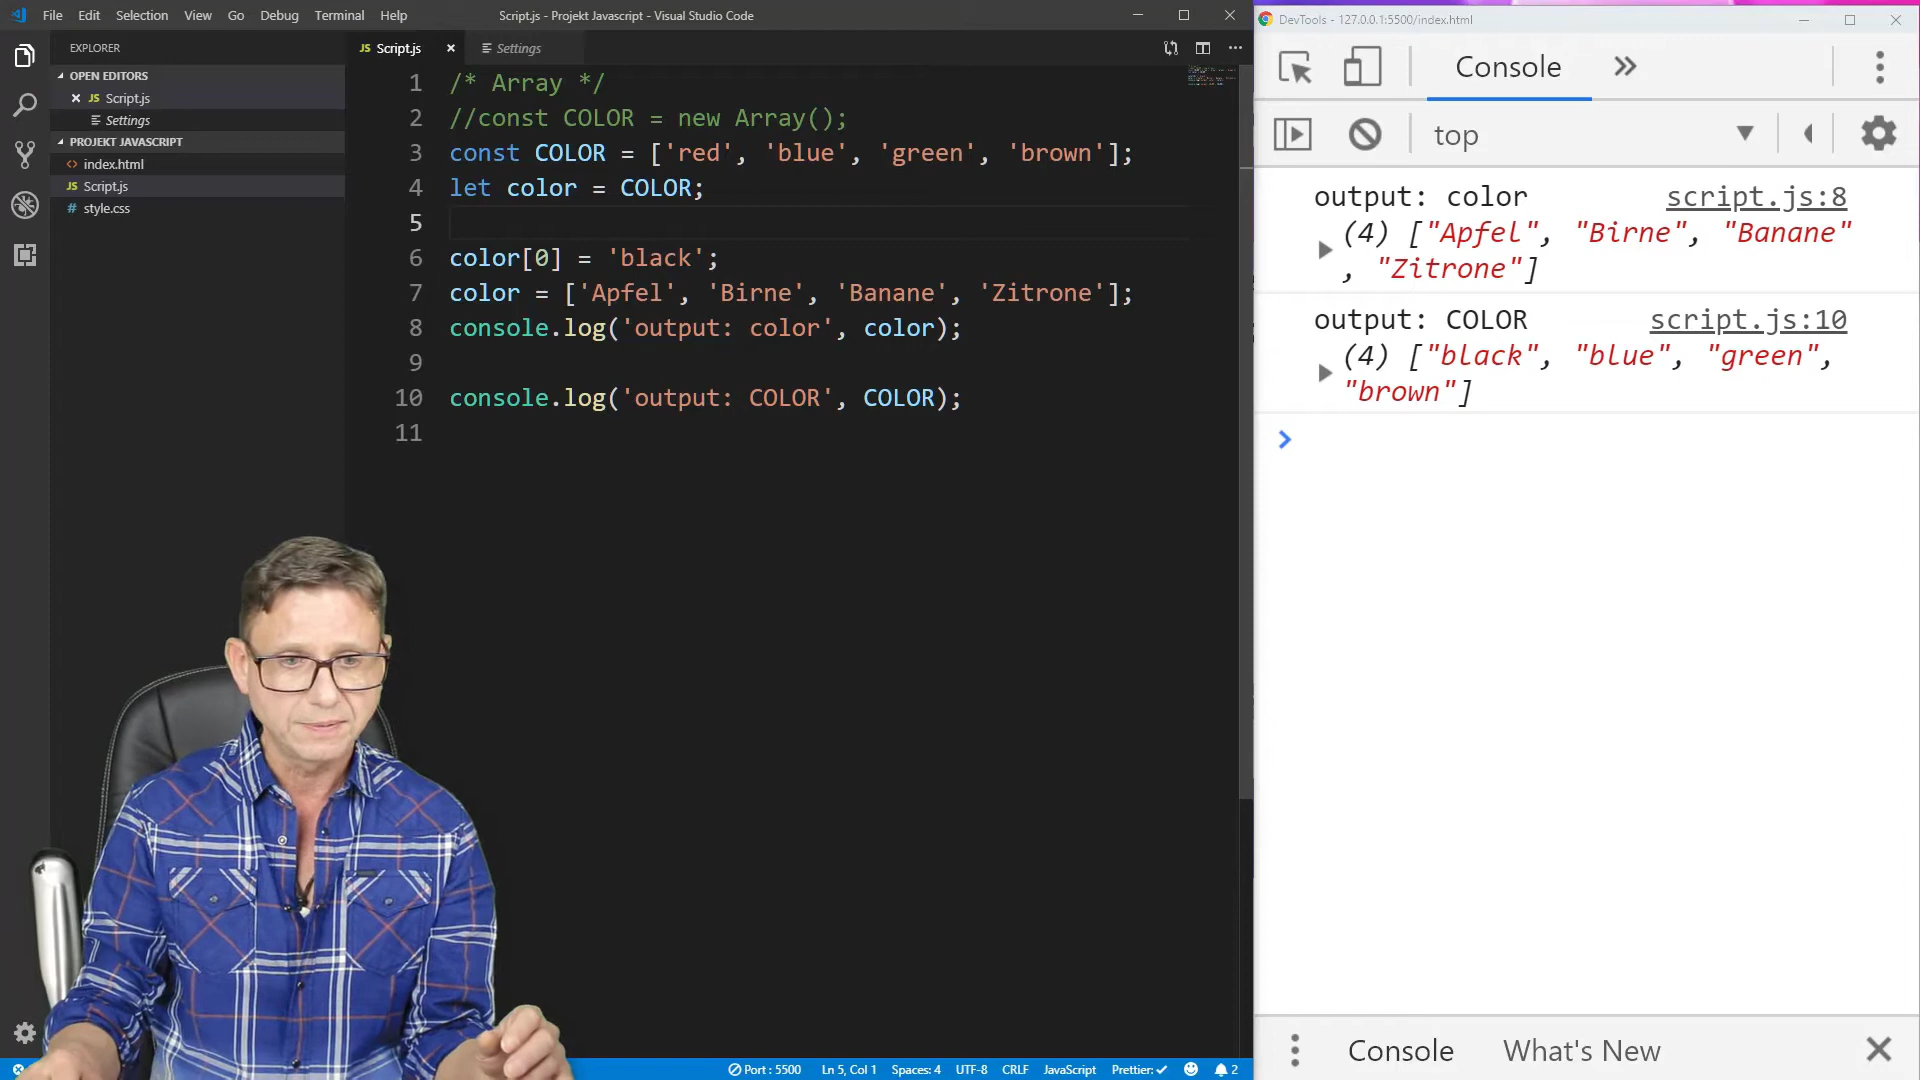 File Edit Selection View Go Debug Terminal Help
Script.js - Projekt Javascript - Visual Studio Code
EXPLORER
OPEN EDITORS
JS Script.js
Settings
PROJEKT JAVASCRIPT
<> index.html
JS Script.js
# style.css
JS Script.js
Settings
1 /* Array */
2 //const COLOR = new Array();
3 const COLOR = ['red', 'blue', 'green', 'brown'];
4 let color = COLOR;
5
6 color[0] = 'black';
7 color = ['Apfel', 'Birne', 'Banane', 'Zitrone'];
8 console.log('output: color', color);
9
10 console.log('output: COLOR', COLOR);
11
Port : 5500 Ln 5, Col 1 Spaces: 4 UTF-8 CRLF JavaScript Prettier: ✓ 2
DevTools - 127.0.0.1:5500/index.html
Console
top
output: color script.js:8
(4) ["Apfel", "Birne", "Banane"
, "Zitrone"]
output: COLOR script.js:10
(4) ["black", "blue", "green",
"brown"]
Console What's New